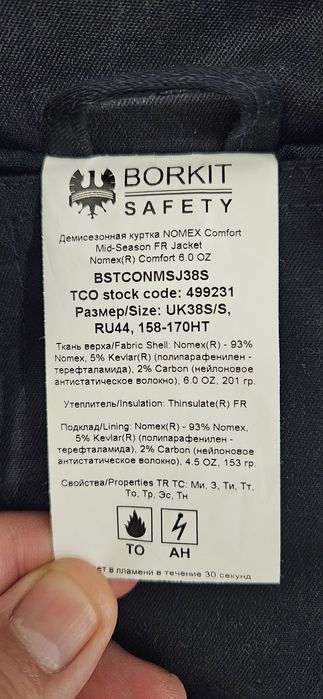 BORKIT
SAFETY
Демисезонная куртка NOMEX Comfort
Mid-Season FR Jacket
Nomex(R) Comfort 6.0 OZ
BSTCONMSJ38S
TCO stock code: 499231
Размер/Size: UK38S/S,
RU44, 158-170HT
Ткань верха/Fabric Shell: Nomex(R) - 93%
Nomex, 5% Kevlar(R) (полипарафенилен -
терефталамида), 2% Carbon (нейлоновое
антистатическое волокно), 6.0 OZ, 201 гр.
Утеплитель/Insulation: Thinsulate(R) FR
Подклад/Lining: Nomex(R) - 93% Nomex,
5% Kevlar(R) (полипарафенилен -
терефталамида), 2% Carbon (нейлоновое
антистатическое волокно) 4.5 OZ, 153 гр.
Свойства/Properties TR TC: Ми, З, Ти, Тт,
То, Тр, Эс, Тн
ТО АН
в пламени в течение 30 секунд